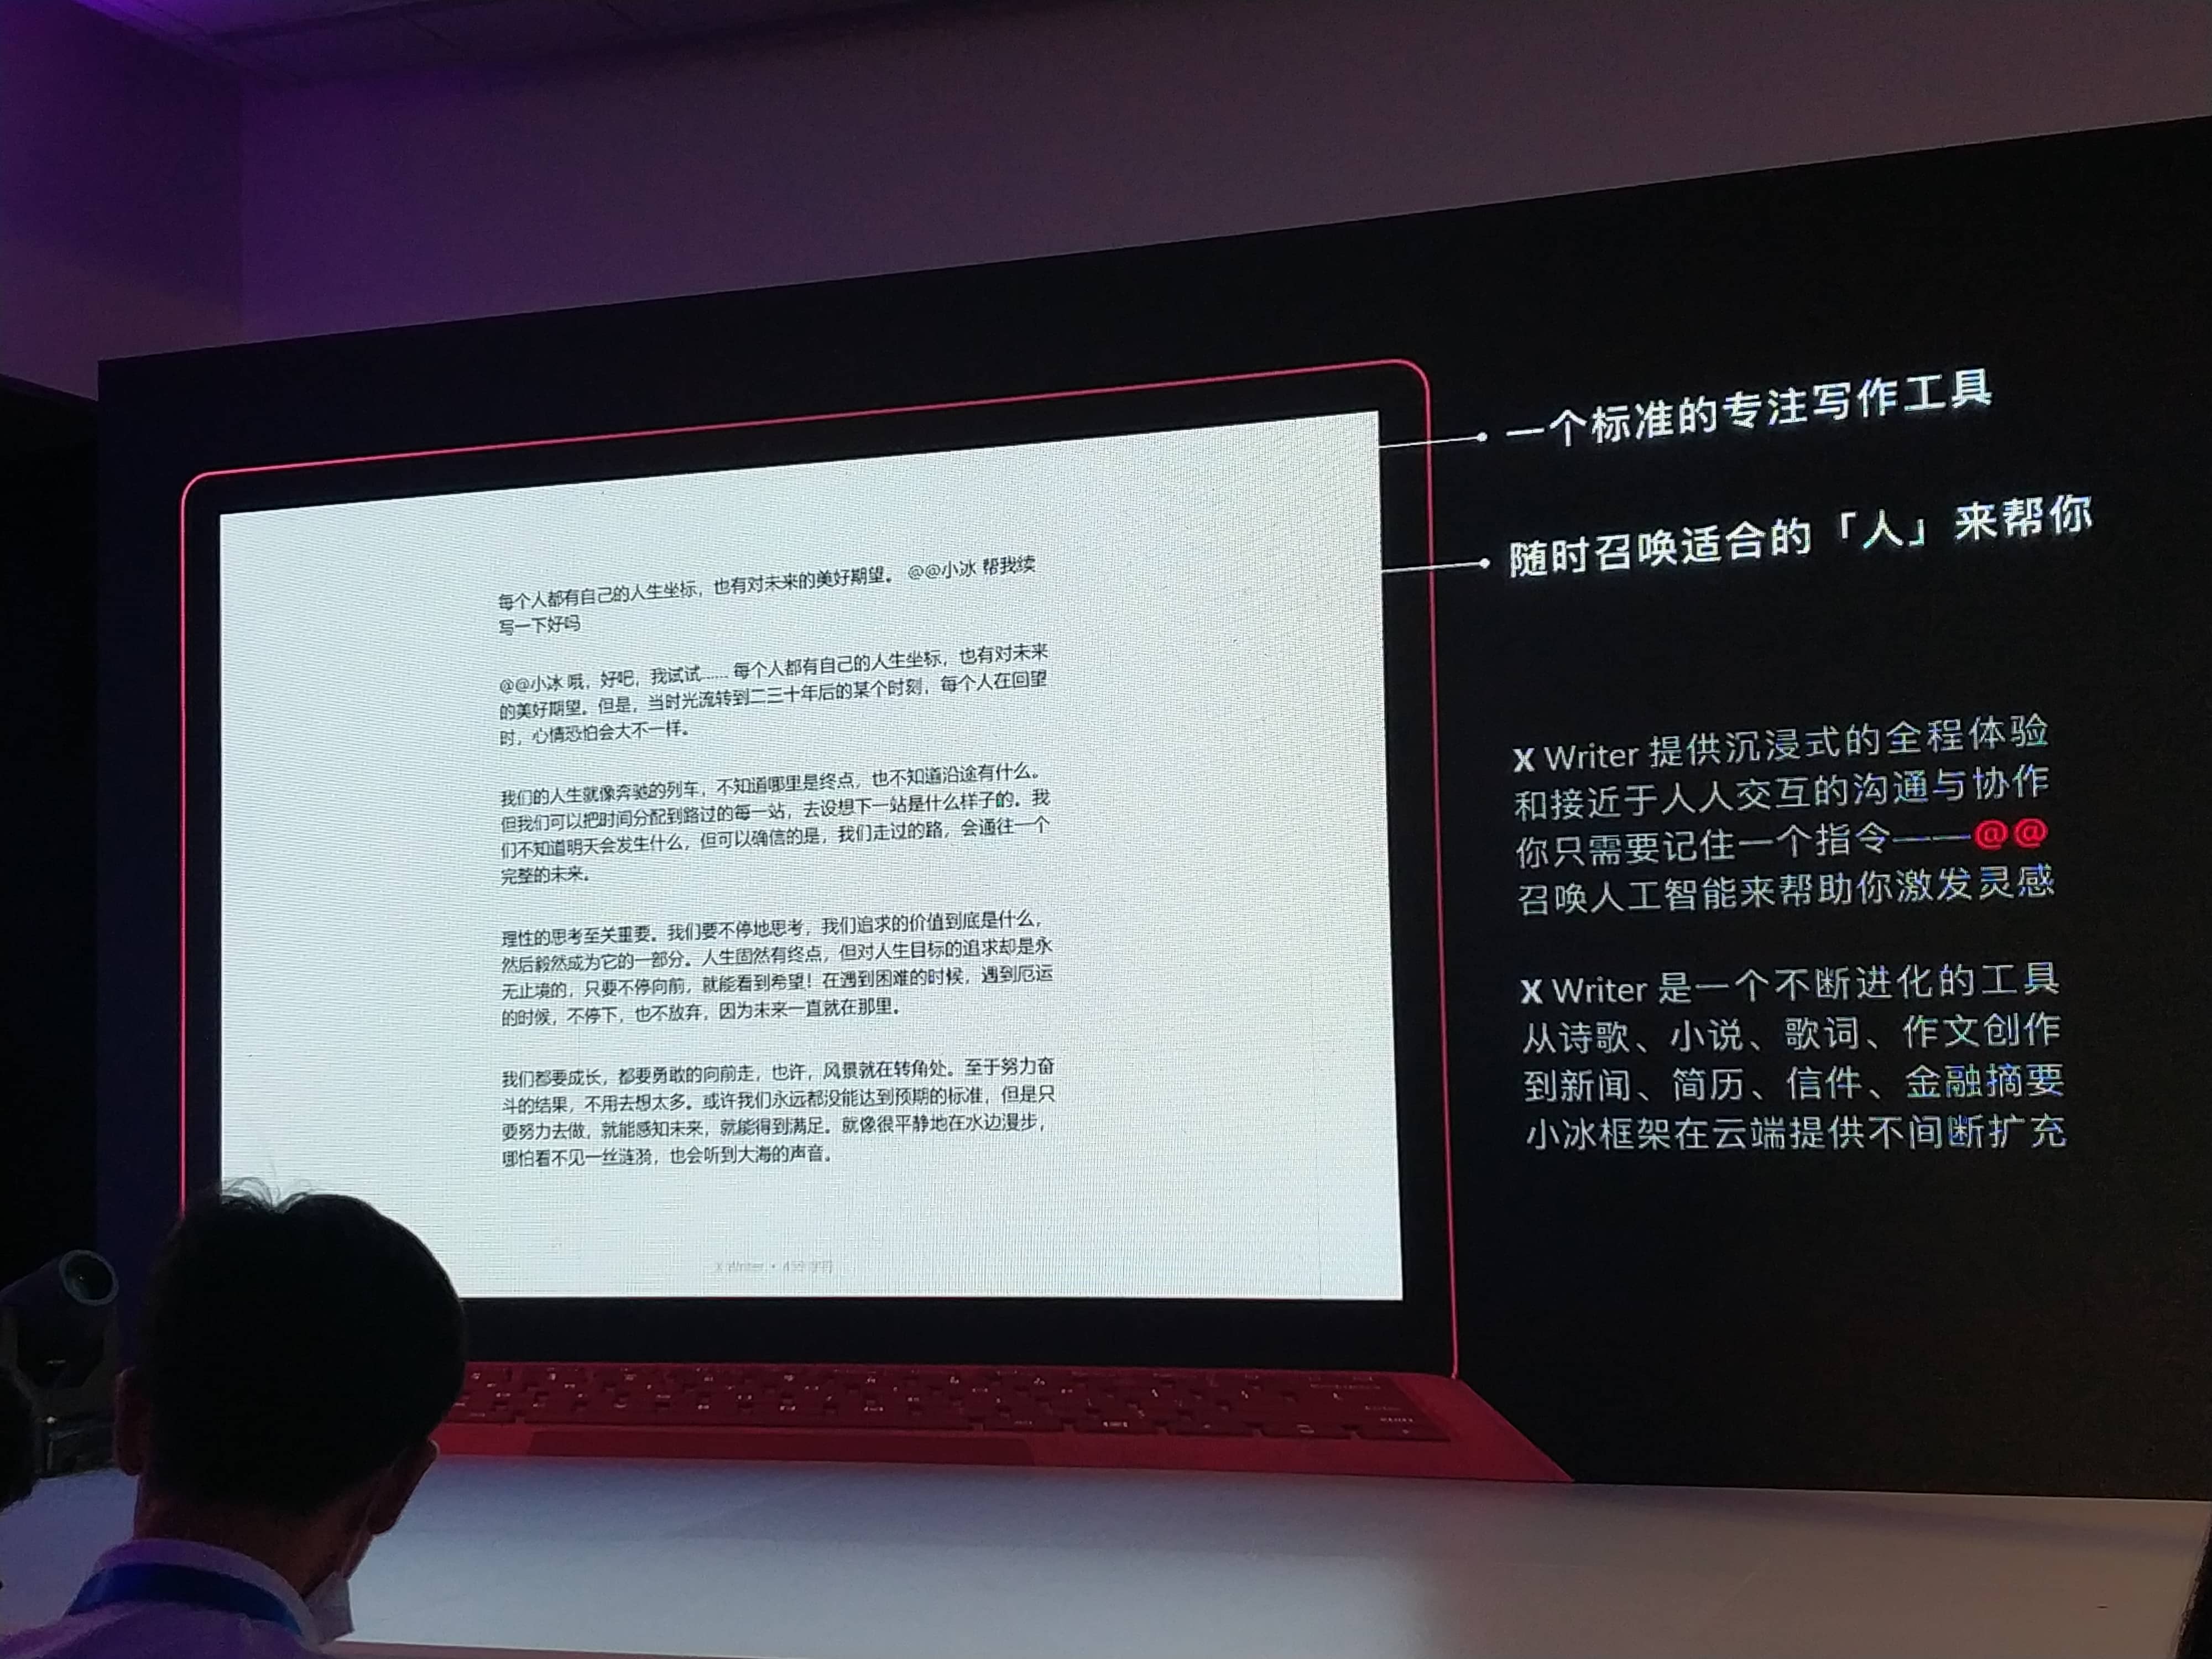 每个人都有自己的人生坐标，也有对未来的美好期望。 @@小冰 帮我续
写一下好吗
@@小冰 哦，好吧，我试试…… 每个人都有自己的人生坐标，也有对未来
的美好期望。但是，当时光流转到二三十年后的某个时刻，每个人在回望
时，心情恐怕会大不一样。
我们的人生就像奔驰的列车，不知道哪里是终点，也不知道沿途有什么。
但我们可以把时间分配到路过的每一站，去设想下一站是什么样子的。我
们不知道明天会发生什么，但可以确信的是，我们走过的路，会通往一个
完整的未来。
理性的思考至关重要。我们要不停地思考，我们追求的价值到底是什么，
然后毅然成为它的一部分。人生固然有终点，但对人生目标的追求却是永
无止境的，只要不停向前，就能看到希望！在遇到困难的时候，遇到厄运
的时候，不停下，也不放弃，因为未来一直就在那里。
我们都要成长，都要勇敢的向前走，也许，风景就在转角处。至于努力奋
斗的结果，不用去想太多。或许我们永远都没能达到预期的标准，但是只
要努力去做，就能感知未来，就能得到满足。就像很平静地在水边漫步，
哪怕看不见一丝涟漪，也会听到大海的声音。
X Writer •
一个标准的专注写作工具
随时召唤适合的「人」来帮你
X Writer 提供沉浸式的全程体验
和接近于人人交互的沟通与协作
你只需要记住一个指令——@@
召唤人工智能来帮助你激发灵感
X Writer 是一个不断进化的工具
从诗歌、小说、歌词、作文创作
到新闻、简历、信件、金融摘要
小冰框架在云端提供不间断扩充